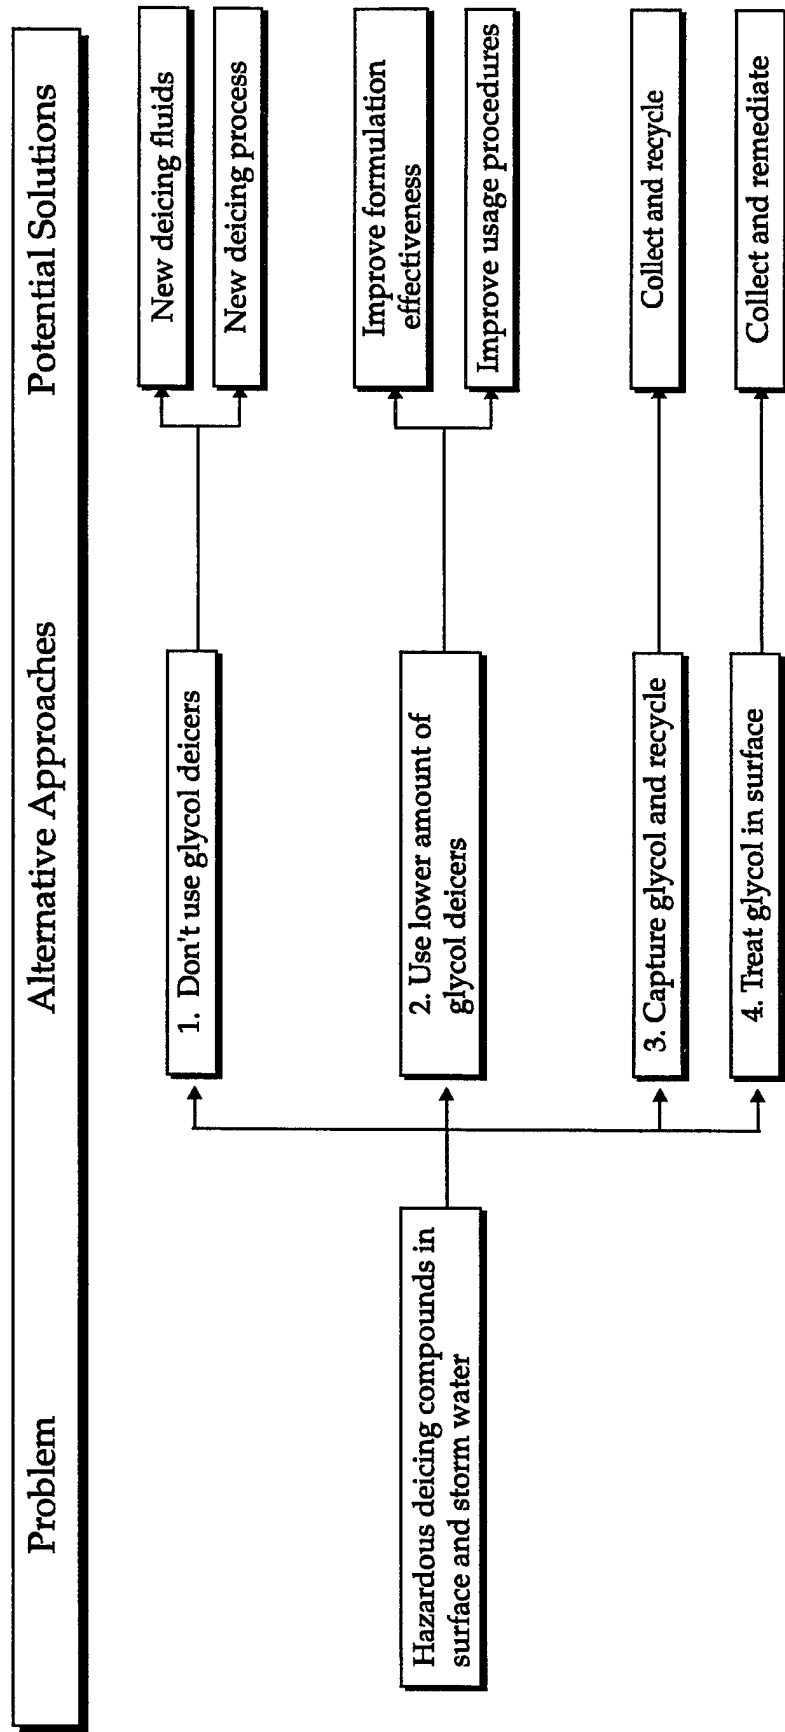 Problem
Alternative Approaches
Potential Solutions
Hazardous deicing compounds in
surface and storm water
1. Don't use glycol deicers
New deicing fluids
New deicing process
2. Use lower amount of
glycol deicers
Improve formulation
effectiveness
Improve usage procedures
3. Capture glycol and recycle
Collect and recycle
4. Treat glycol in surface
Collect and remediate